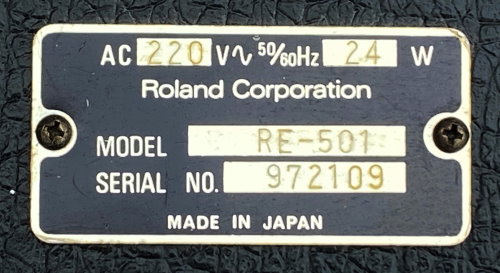 AC 220 V∿ 50/60Hz 24 W
Roland Corporation
MODEL RE-501
SERIAL NO. 972109
MADE IN JAPAN